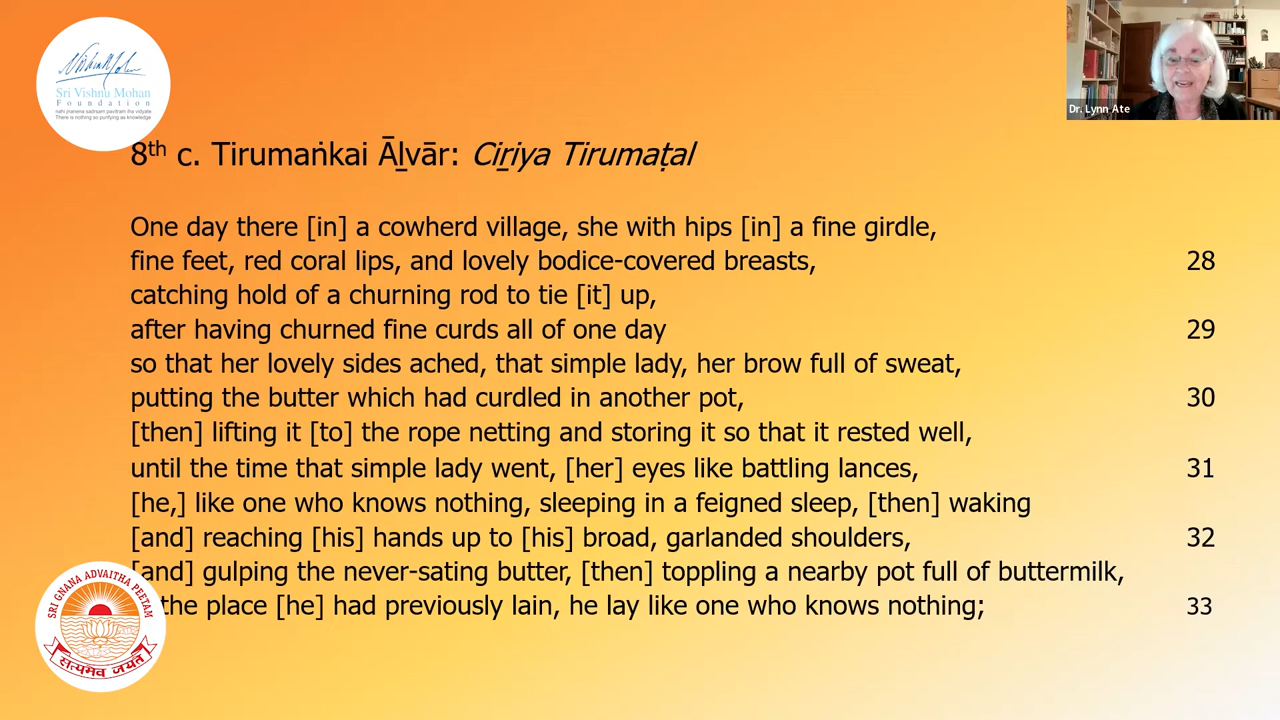 Sri Vishnu Mohan
Foundation
nahi jnanena sadrsam pavitram iha vidyate
There is nothing so purifying as knowledge
Dr. Lynn Ate
8th c. Tirumaṅkai Āḻvār: Ciṟiya Tirumaṭal
One day there [in] a cowherd village, she with hips [in] a fine girdle,
fine feet, red coral lips, and lovely bodice-covered breasts, 28
catching hold of a churning rod to tie [it] up,
after having churned fine curds all of one day 29
so that her lovely sides ached, that simple lady, her brow full of sweat,
putting the butter which had curdled in another pot, 30
[then] lifting it [to] the rope netting and storing it so that it rested well,
until the time that simple lady went, [her] eyes like battling lances, 31
[he,] like one who knows nothing, sleeping in a feigned sleep, [then] waking
[and] reaching [his] hands up to [his] broad, garlanded shoulders, 32
[and] gulping the never-sating butter, [then] toppling a nearby pot full of buttermilk,
the place [he] had previously lain, he lay like one who knows nothing; 33
SRI GNANA ADVAITHA PEETAM
सत्यमेव जयते